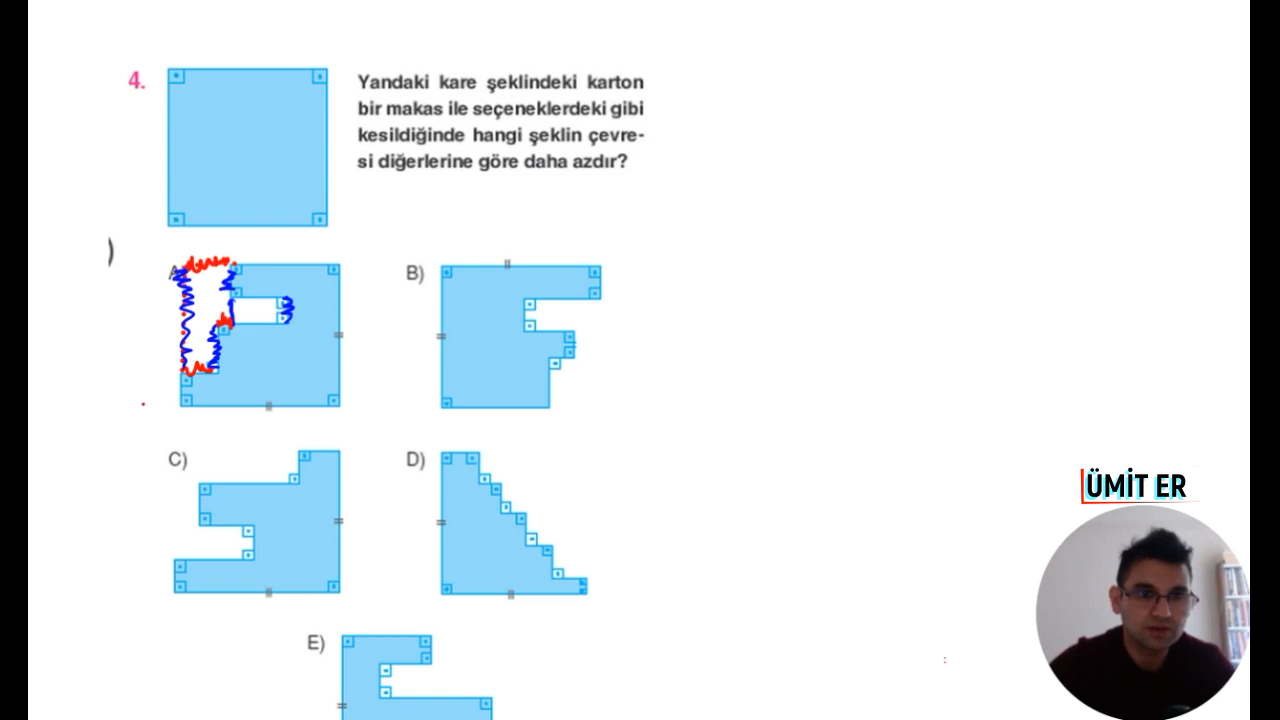 4.
Yandaki kare şeklindeki karton
bir makas ile seçeneklerdeki gibi
kesildiğinde hangi şeklin çevre-
si diğerlerine göre daha azdır?
)
A)
B)
C)
D)
E)
ÜMİT ER